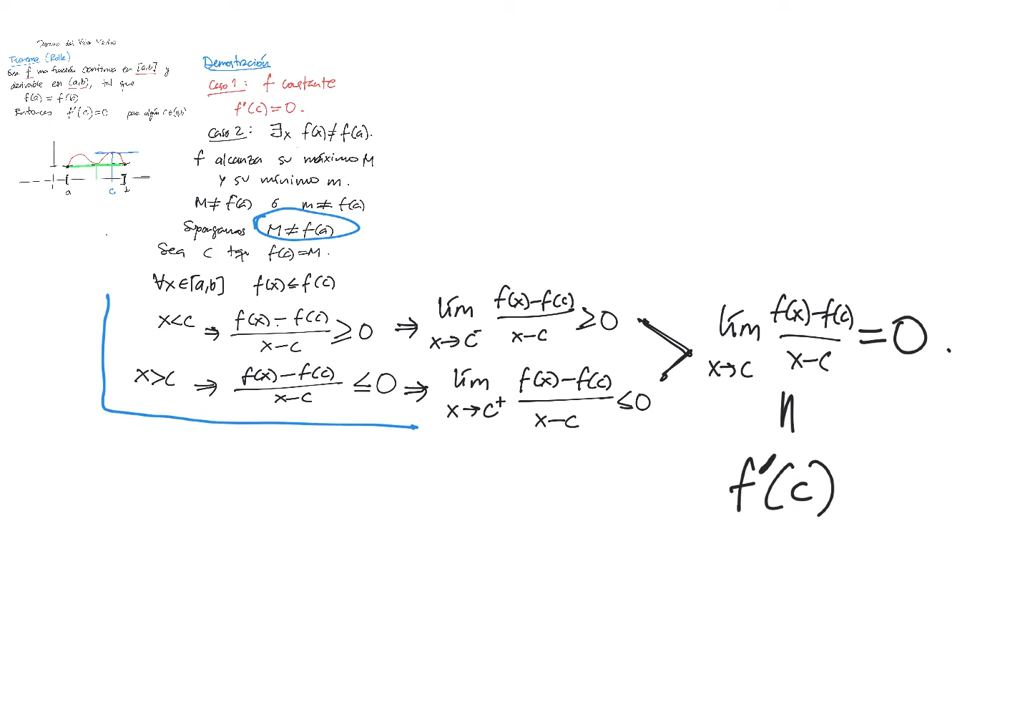 Teorema del Valor Medio
Teorema (Rolle)
Sea f una función continua en [a,b] y
derivable en (a,b), tal que
f(a) = f(b)
Entonces f'(c)=0 para algún c∈(a,b)
a c b
Demostración
Caso 1: f constante
f'(c)=0.
Caso 2: ∃x f(x)≠f(a).
f alcanza su máximo M
y su mínimo m.
M≠f(a) ó m≠f(a)
Supongamos M≠f(a)
Sea c tq f(c)=M.
∀x∈[a,b] f(x)≤f(c)
x<c ⇒ (f(x)-f(c))/(x-c) ≥0 ⇒ lím x→c⁻ (f(x)-f(c))/(x-c) ≥0
x>c ⇒ (f(x)-f(c))/(x-c) ≤0 ⇒ lím x→c⁺ (f(x)-f(c))/(x-c) ≤0
lím x→c (f(x)-f(c))/(x-c) =0.
f'(c)